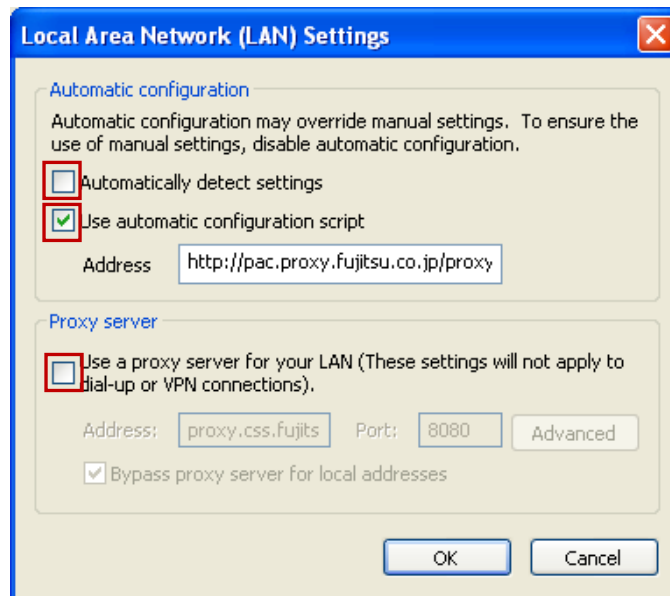 Local Area Network (LAN) Settings
Automatic configuration
Automatic configuration may override manual settings. To ensure the
use of manual settings, disable automatic configuration.
Automatically detect settings
Use automatic configuration script
Address http://pac.proxy.fujitsu.co.jp/proxy
Proxy server
Use a proxy server for your LAN (These settings will not apply to
dial-up or VPN connections).
Address: proxy.css.fujits Port: 8080 Advanced
Bypass proxy server for local addresses
OK Cancel